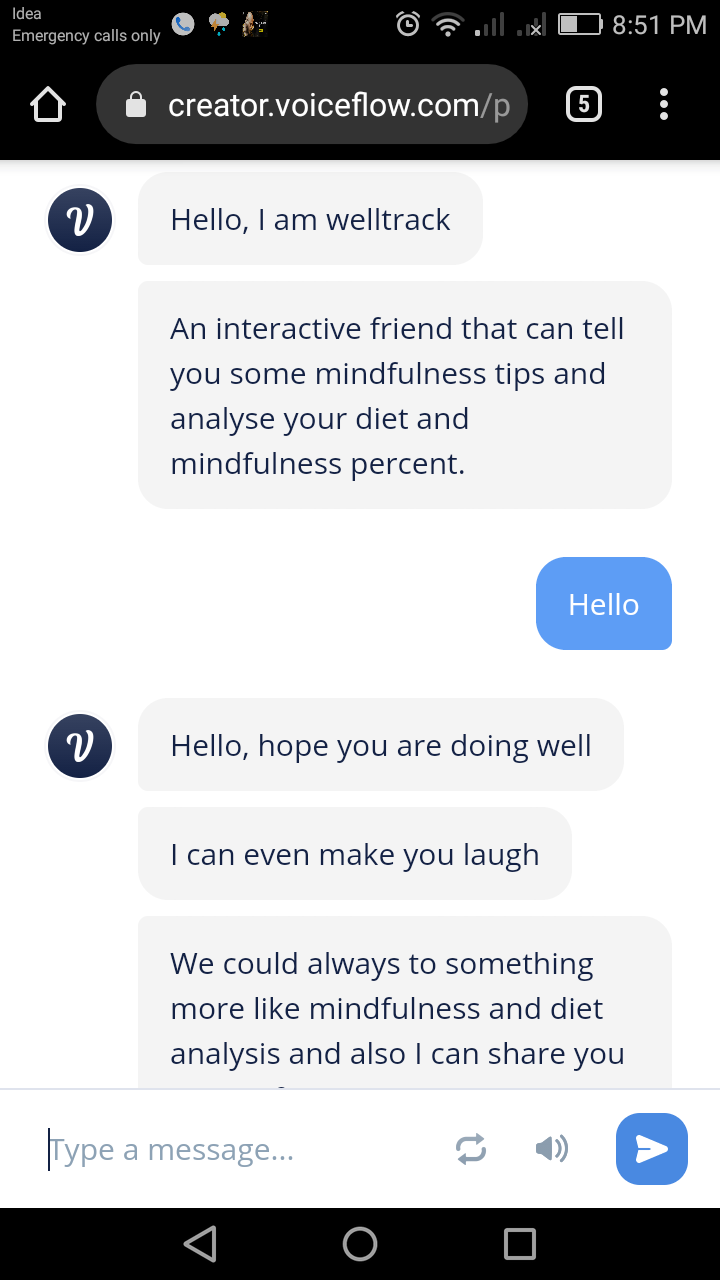 Idea
Emergency calls only
8:51 PM
creator.voiceflow.com/p
5
Hello, I am welltrack
An interactive friend that can tell
you some mindfulness tips and
analyse your diet and
mindfulness percent.
Hello
Hello, hope you are doing well
I can even make you laugh
We could always to something
more like mindfulness and diet
analysis and also I can share you
Type a message...